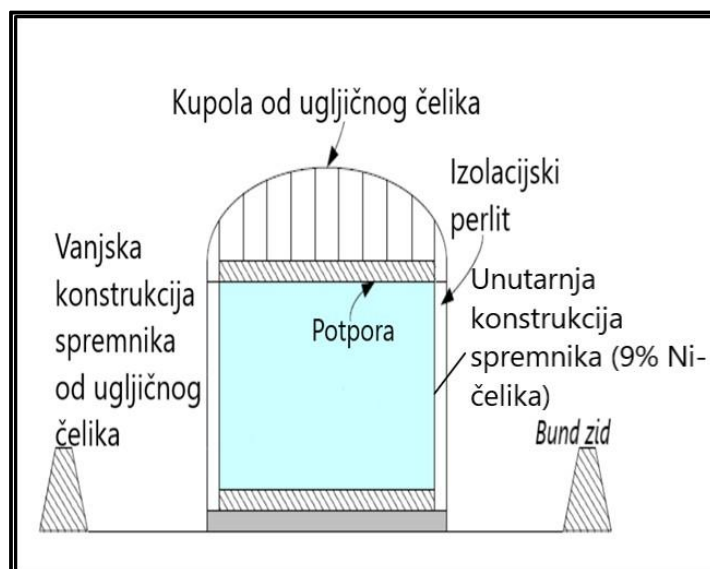 Kupola od ugljičnog čelika
Izolacijski
perlit
Vanjska
konstrukcija
spremnika
od ugljičnog
čelika
Potpora
Unutarnja
konstrukcija
spremnika (9% Ni-
čelika)
Bund zid